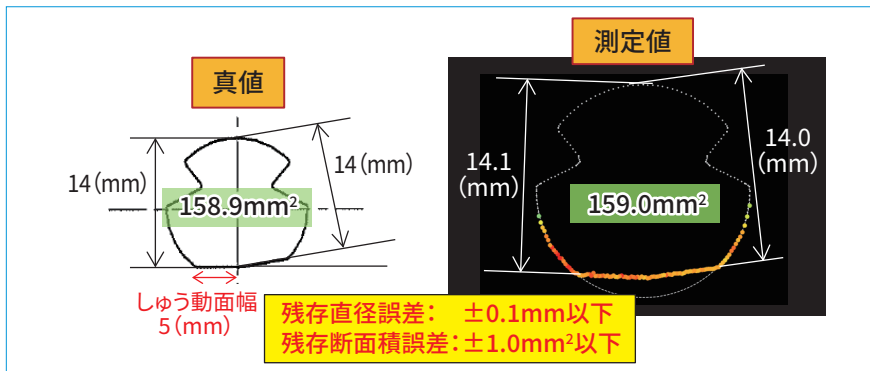 真値
14(mm)
14(mm)
158.9mm²
しゅう動面幅
5(mm)
測定値
14.1
(mm)
14.0
(mm)
159.0mm²
残存直径誤差： ±0.1mm以下
残存断面積誤差：±1.0mm²以下